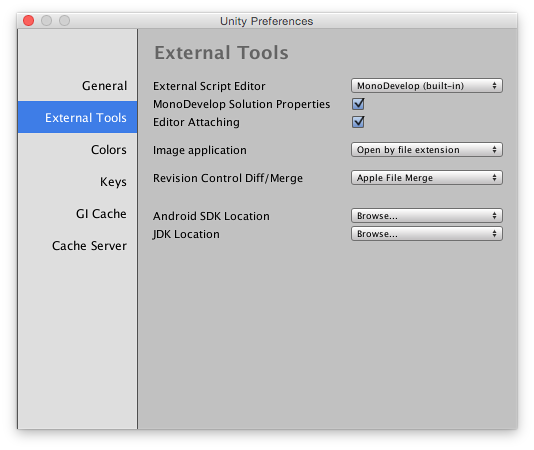 Unity Preferences
General
External Tools
Colors
Keys
GI Cache
Cache Server
External Tools
External Script Editor MonoDevelop (built-in)
MonoDevelop Solution Properties
Editor Attaching
Image application Open by file extension
Revision Control Diff/Merge Apple File Merge
Android SDK Location Browse...
JDK Location Browse...